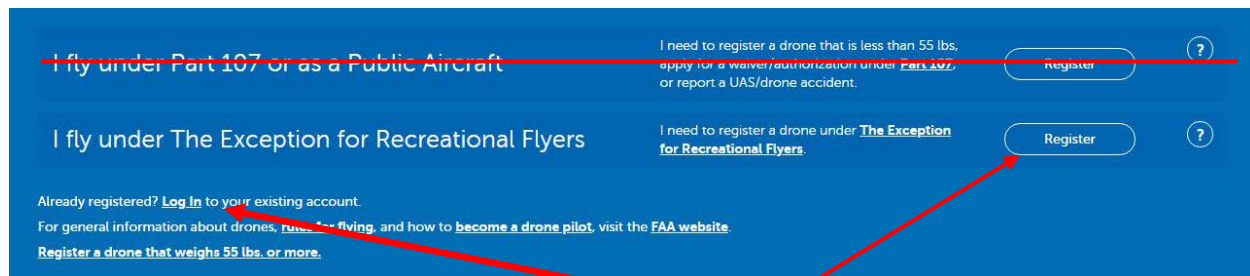 I fly under Part 107 or as a Public Aircraft
I need to register a drone that is less than 55 lbs,
apply for a waiver/authorization under Part 107,
or report a UAS/drone accident.
Register
?
I fly under The Exception for Recreational Flyers
I need to register a drone under The Exception
for Recreational Flyers.
Register
?
Already registered? Log In to your existing account.
For general information about drones, rules for flying, and how to become a drone pilot, visit the FAA website.
Register a drone that weighs 55 lbs. or more.